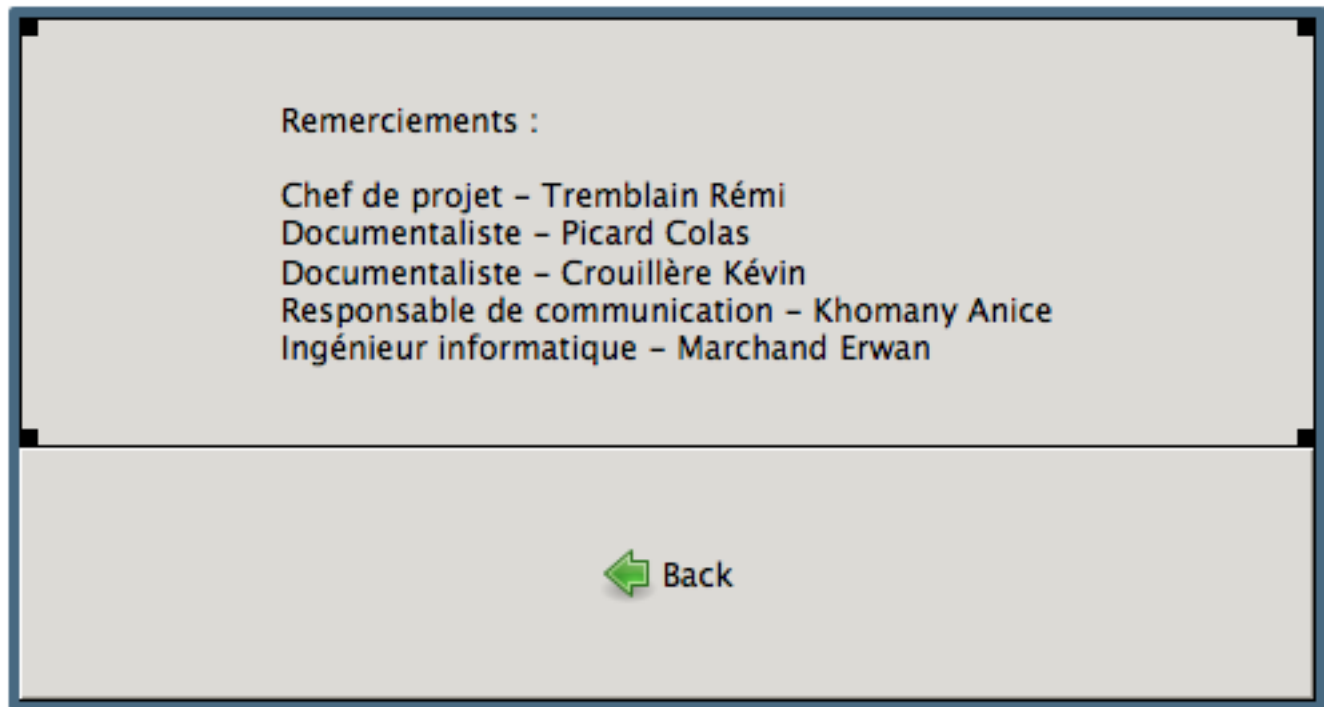 Remerciements :
Chef de projet – Tremblain Rémi
Documentaliste – Picard Colas
Documentaliste – Crouillère Kévin
Responsable de communication – Khomany Anice
Ingénieur informatique – Marchand Erwan
Back